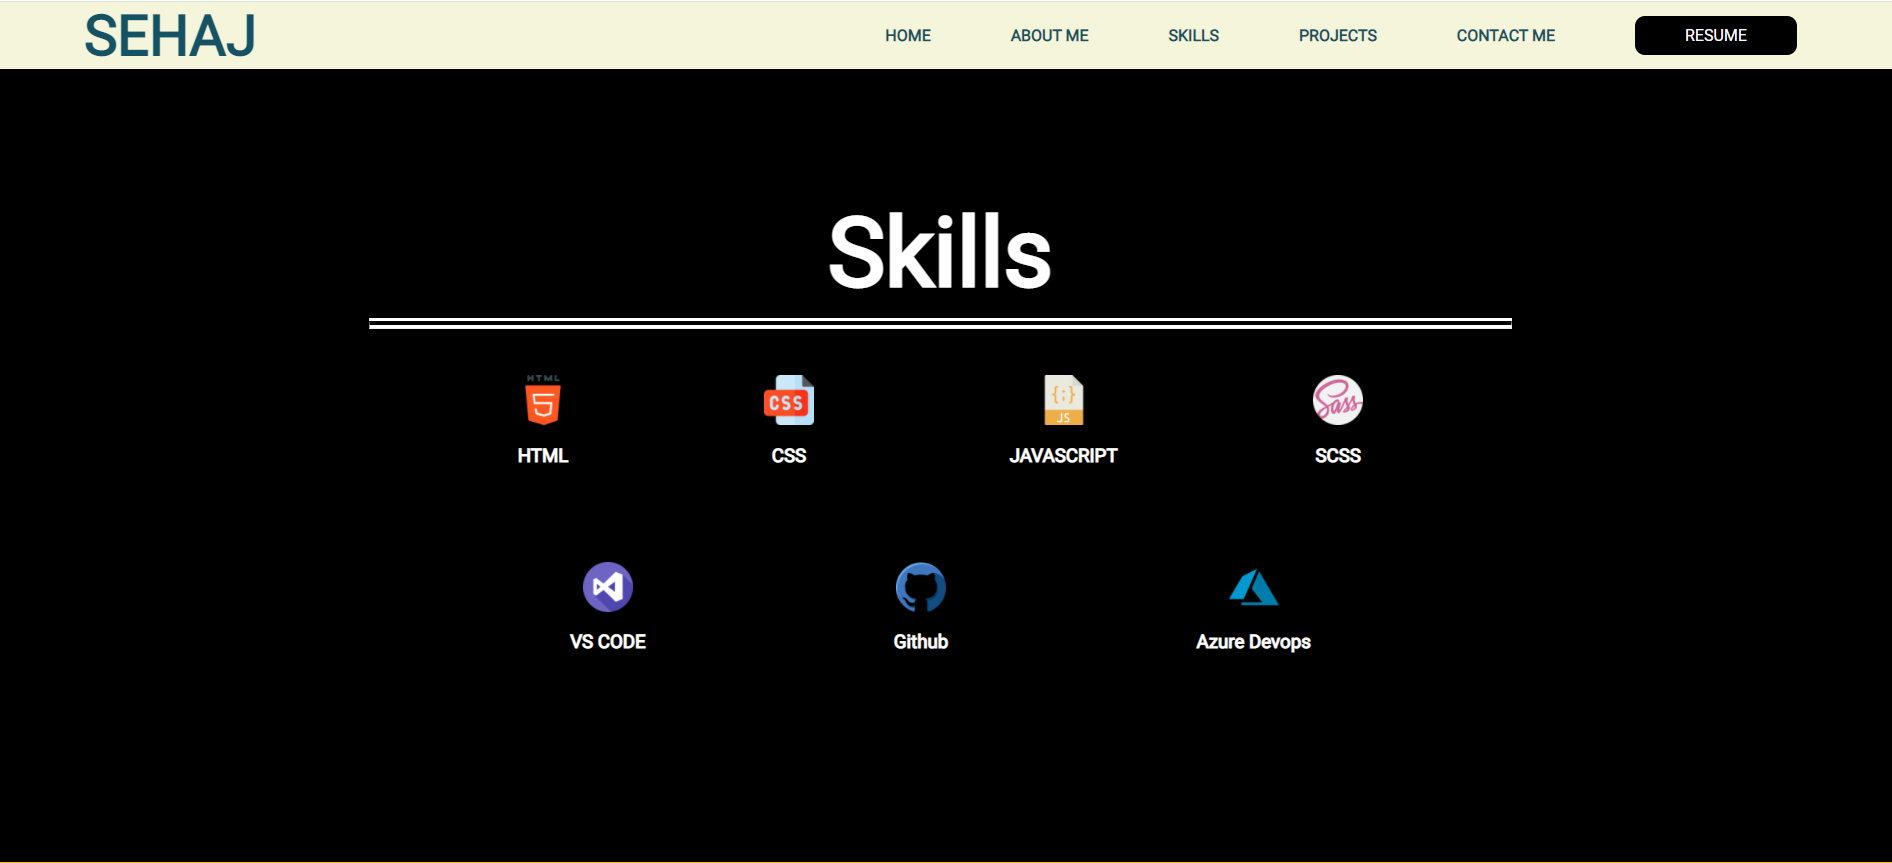 SEHAJ HOME ABOUT ME SKILLS PROJECTS CONTACT ME RESUME
Skills
HTML
CSS
{:}
JS
Sass
HTML CSS JAVASCRIPT SCSS
VS CODE Github Azure Devops